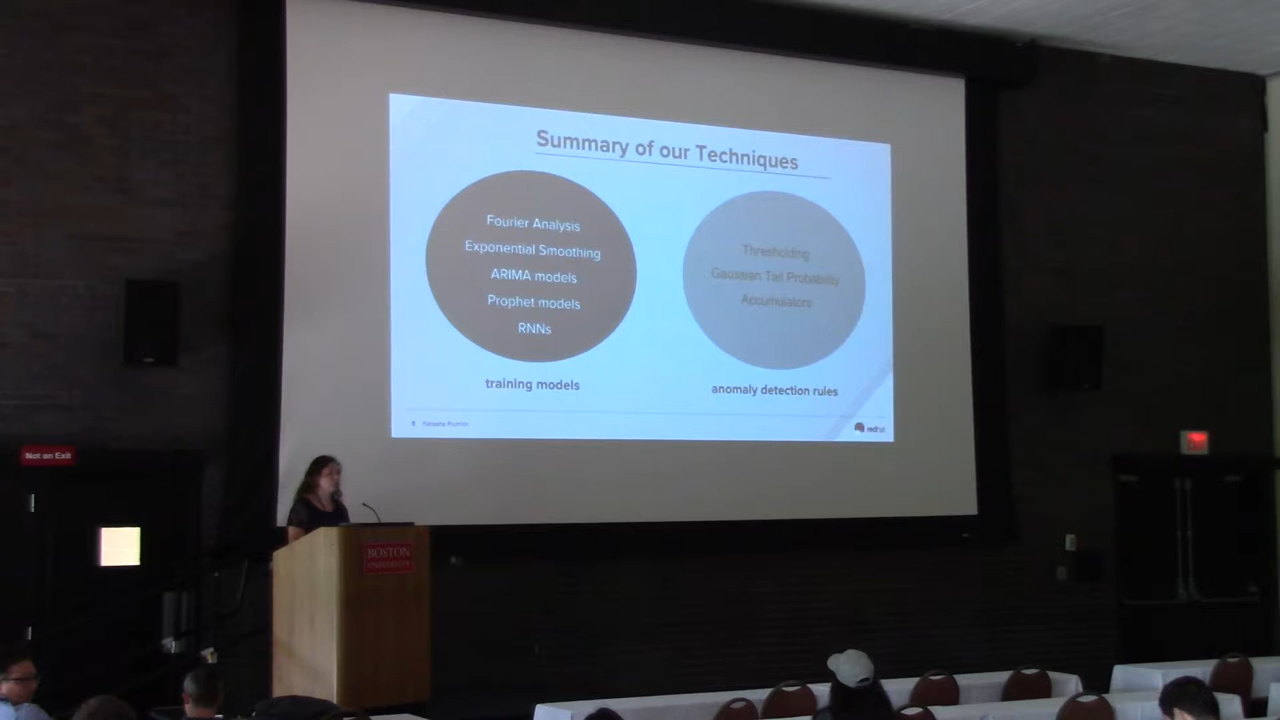 Summary of our Techniques
Fourier Analysis
Exponential Smoothing
ARIMA models
Prophet models
RNNs
training models
Thresholding
Gaussian Tail Probability
Accumulators
anomaly detection rules
redhat
Not an Exit
BOSTON
UNIVERSITY